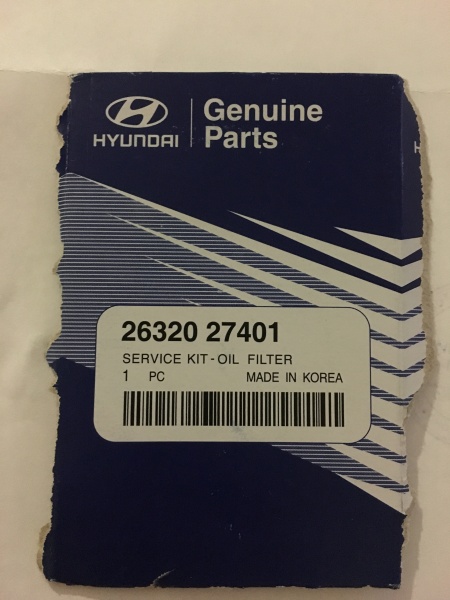 HYUNDAI
Genuine
Parts
26320 27401
SERVICE KIT - OIL FILTER
1 PC MADE IN KOREA